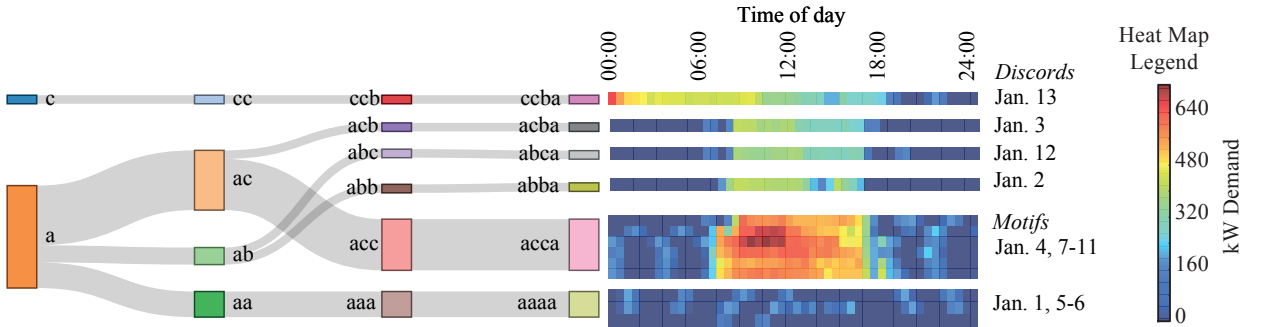 Time of day
00:00 06:00 12:00 18:00 24:00
Heat Map
Legend
Discords
c cc ccb ccba Jan. 13
acb acba Jan. 3
abc abca Jan. 12
ac abb abba Jan. 2
Motifs
a ab acc acca Jan. 4, 7-11
aa aaa aaaa Jan. 1, 5-6
640
480
320
160
0
kW Demand